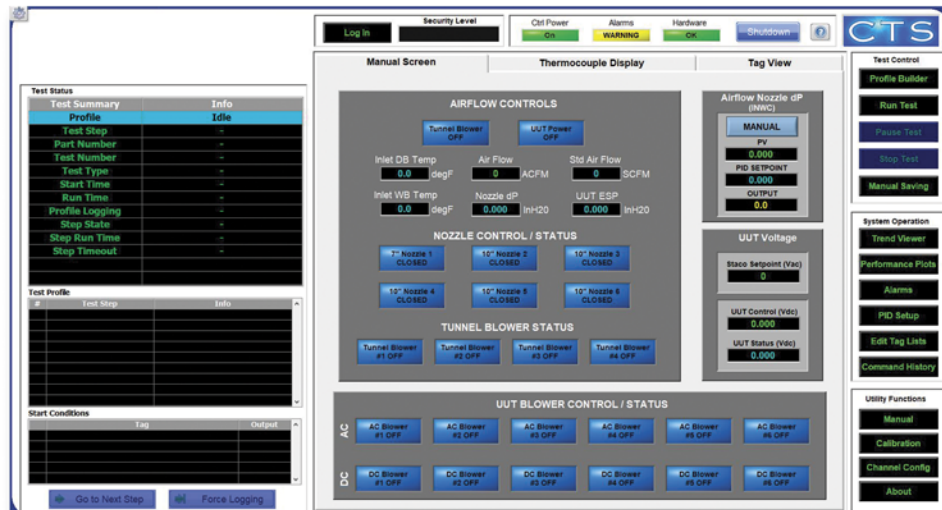 Log In
Security Level
Ctrl Power
On
Alarms
WARNING
Hardware
OK
Shutdown
?
CTS
Test Status
Test Summary Info
Profile Idle
Test Step -
Part Number -
Test Number -
Test Type -
Start Time -
Run Time -
Profile Logging -
Step State -
Step Run Time -
Step Timeout -
Test Profile
# Test Step Info
Start Conditions
Tag Output
Go to Next Step
Force Logging
Manual Screen
Thermocouple Display
Tag View
AIRFLOW CONTROLS
Tunnel Blower
OFF
UUT Power
OFF
Inlet DB Temp
0.0 degF
Air Flow
0 ACFM
Std Air Flow
0 SCFM
Inlet WB Temp
0.0 degF
Nozzle dP
0.000 InH20
UUT ESP
0.000 InH20
NOZZLE CONTROL / STATUS
7" Nozzle 1
CLOSED
10" Nozzle 2
CLOSED
10" Nozzle 3
CLOSED
10" Nozzle 4
CLOSED
10" Nozzle 5
CLOSED
10" Nozzle 6
CLOSED
TUNNEL BLOWER STATUS
Tunnel Blower
#1 OFF
Tunnel Blower
#2 OFF
Tunnel Blower
#3 OFF
Tunnel Blower
#4 OFF
Airflow Nozzle dP
(INWC)
MANUAL
PV
0.000
PID SETPOINT
0.000
OUTPUT
0.0
UUT Voltage
Staco Setpoint (Vac)
0
UUT Control (Vdc)
0.000
UUT Status (Vdc)
0.000
UUT BLOWER CONTROL / STATUS
AC
AC Blower
#1 OFF
AC Blower
#2 OFF
AC Blower
#3 OFF
AC Blower
#4 OFF
AC Blower
#5 OFF
AC Blower
#6 OFF
DC
DC Blower
#1 OFF
DC Blower
#2 OFF
DC Blower
#3 OFF
DC Blower
#4 OFF
DC Blower
#5 OFF
DC Blower
#6 OFF
Test Control
Profile Builder
Run Test
Pause Test
Stop Test
Manual Saving
System Operation
Trend Viewer
Performance Plots
Alarms
PID Setup
Edit Tag Lists
Command History
Utility Functions
Manual
Calibration
Channel Config
About